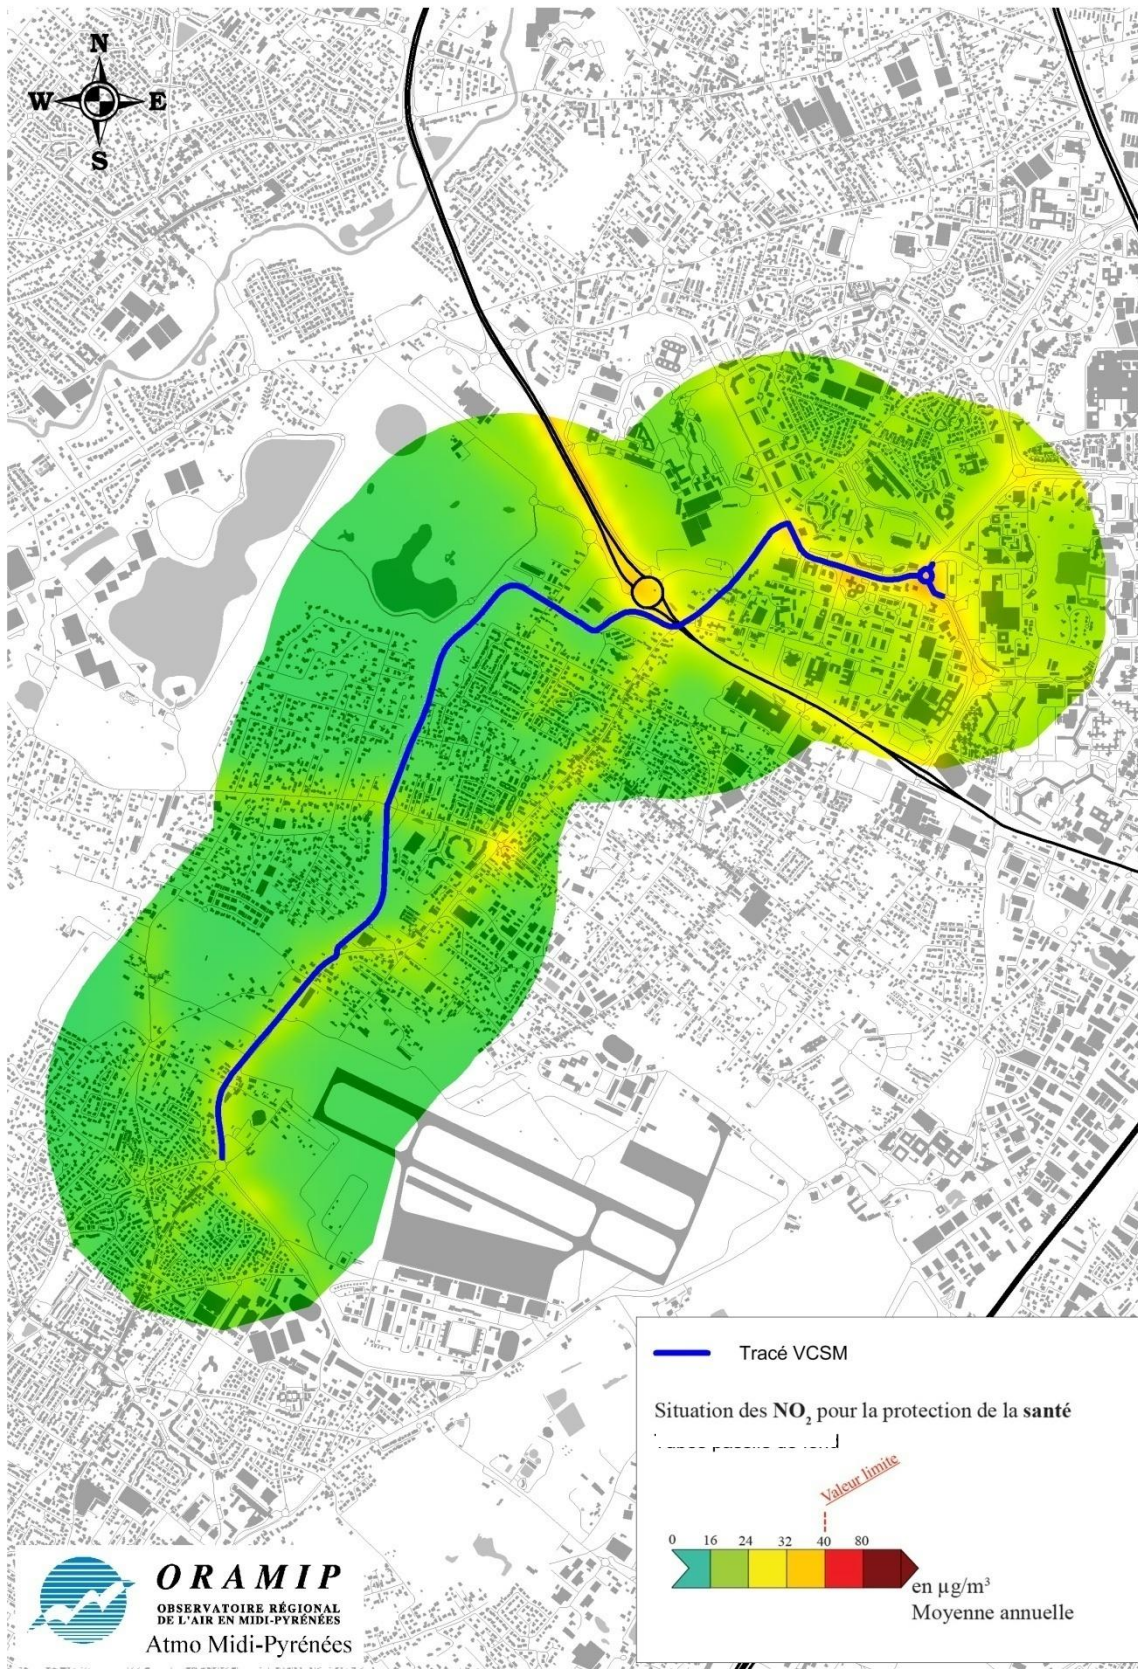 N
W E
S
Tracé VCSM
Situation des NO₂ pour la protection de la santé
Valeur limite
0 16 24 32 40 80
en µg/m³
Moyenne annuelle
ORAMIP
OBSERVATOIRE RÉGIONAL
DE L'AIR EN MIDI-PYRÉNÉES
Atmo Midi-Pyrénées